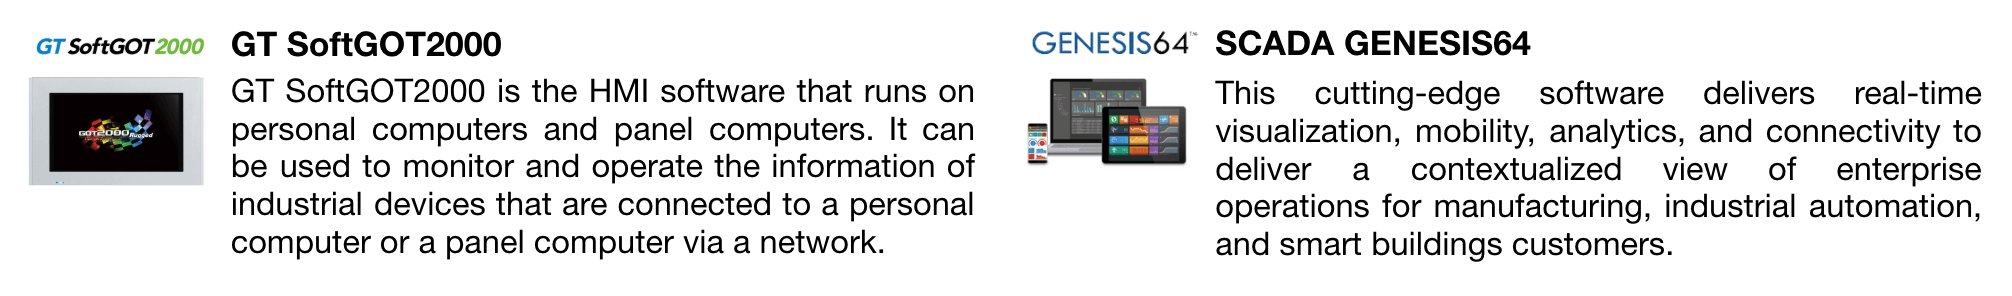 GT SoftGOT2000
GT SoftGOT2000
GOT2000 Rugged
GT SoftGOT2000 is the HMI software that runs on
personal computers and panel computers. It can
be used to monitor and operate the information of
industrial devices that are connected to a personal
computer or a panel computer via a network.
GENESIS64™
SCADA GENESIS64
This cutting-edge software delivers real-time
visualization, mobility, analytics, and connectivity to
deliver a contextualized view of enterprise
operations for manufacturing, industrial automation,
and smart buildings customers.